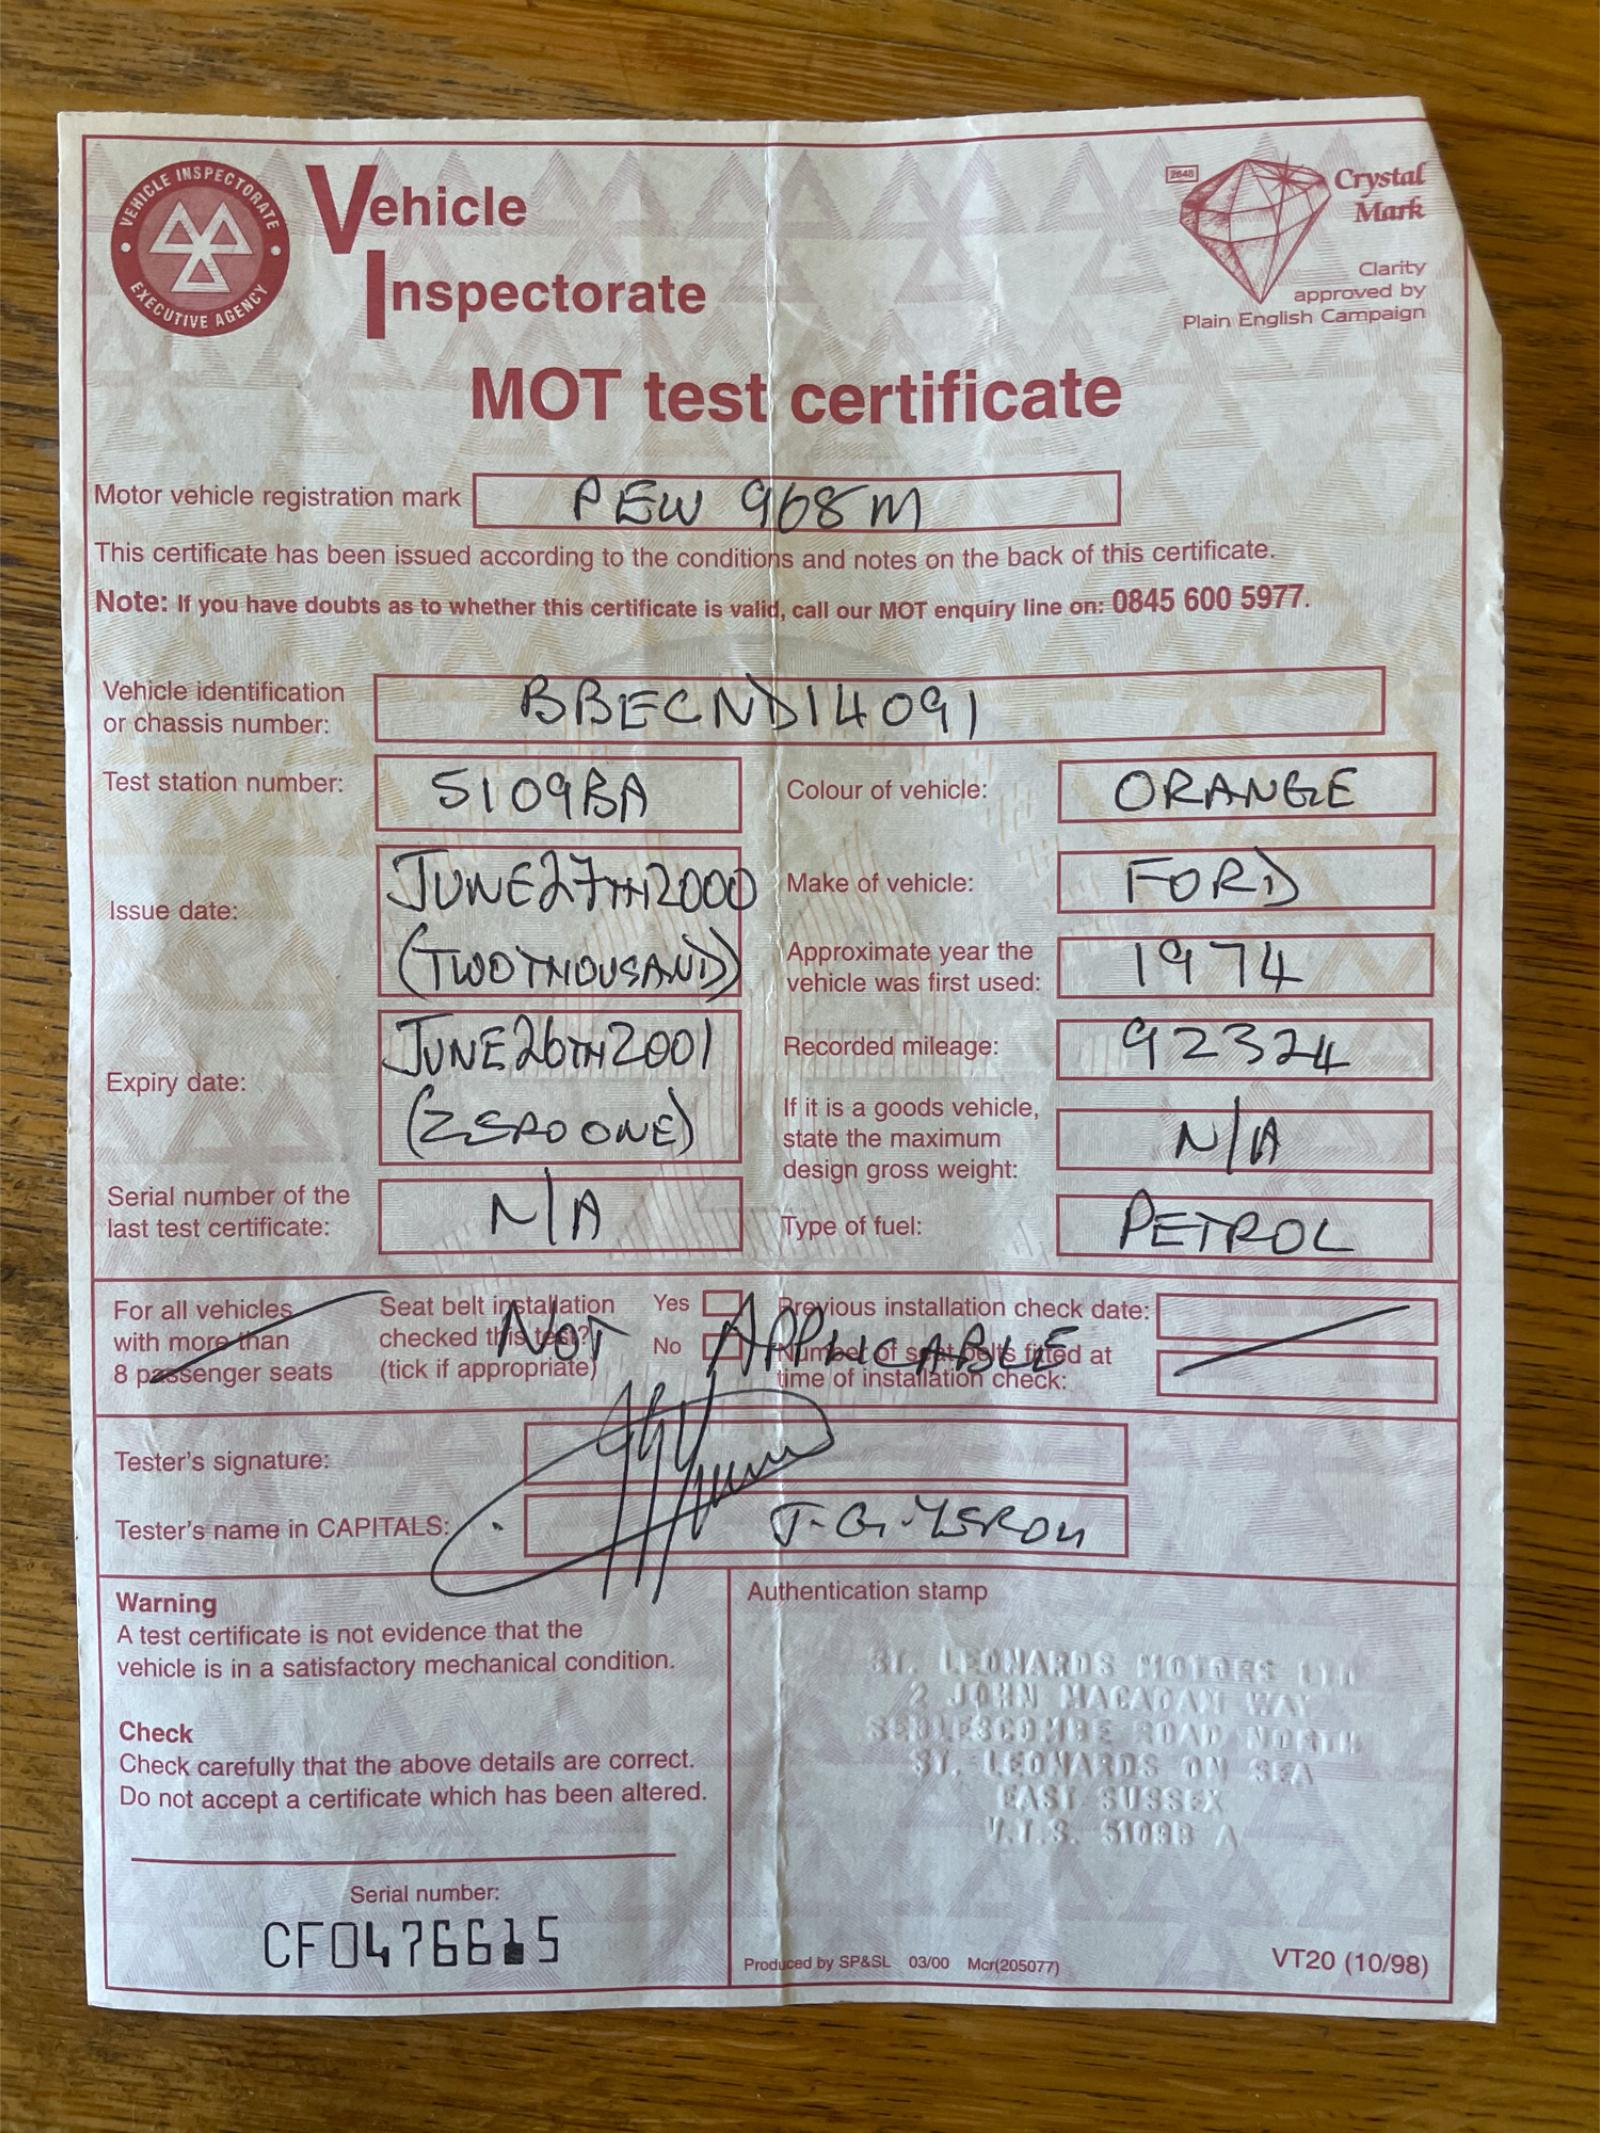 VEHICLE INSPECTORATE
EXECUTIVE AGENCY
Vehicle
Inspectorate
2648
Crystal
Mark
Clarity
approved by
Plain English Campaign
MOT test certificate
Motor vehicle registration mark PEW 968M
This certificate has been issued according to the conditions and notes on the back of this certificate.
Note: If you have doubts as to whether this certificate is valid, call our MOT enquiry line on: 0845 600 5977.
Vehicle identification
or chassis number:
BBECND14091
Test station number: 5109BA
Colour of vehicle: ORANGE
Issue date:
JUNE 27TH 2000
(TWO THOUSAND)
Make of vehicle: FORD
Approximate year the
vehicle was first used:
1974
Expiry date:
JUNE 26TH 2001
(ZERO ONE)
Recorded mileage: 92324
If it is a goods vehicle,
state the maximum
design gross weight:
N/A
Serial number of the
last test certificate:
N/A
Type of fuel: PETROL
For all vehicles
with more than
8 passenger seats
Seat belt installation
checked this test?
(tick if appropriate)
Yes
No
Previous installation check date:
Number of seat belts fitted at
time of installation check:
NOT APPLICABLE
Tester's signature:
Tester's name in CAPITALS: J. G.
Warning
A test certificate is not evidence that the
vehicle is in a satisfactory mechanical condition.
Check
Check carefully that the above details are correct.
Do not accept a certificate which has been altered.
Serial number:
CF0476615
Authentication stamp
ST. LEONARDS MOTORS LTD
2 JOHN MACADAM WAY
SEDLESCOMBE ROAD NORTH
ST. LEONARDS ON SEA
EAST SUSSEX
V.T.S. 5109B A
Produced by SP&SL 03/00 Mcr(205077)
VT20 (10/98)